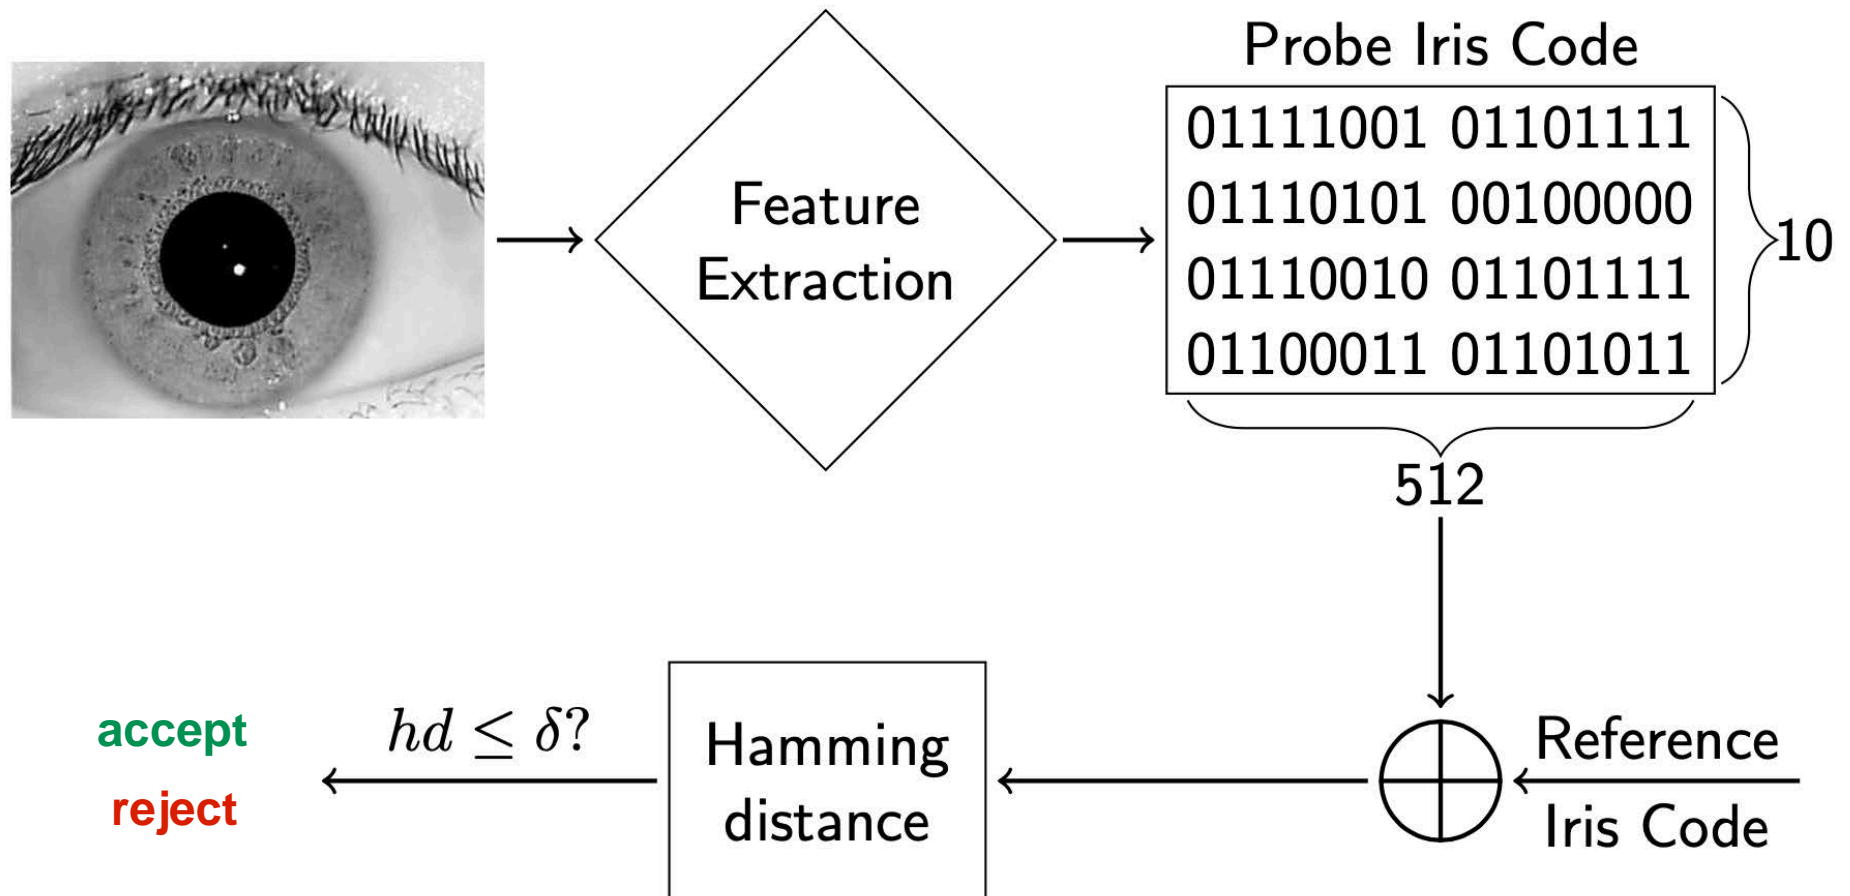 Probe Iris Code
01111001 01101111
01110101 00100000
01110010 01101111
01100011 01101011
10
512
Feature
Extraction
Reference
Iris Code
Hamming
distance
hd ≤ δ?
accept
reject